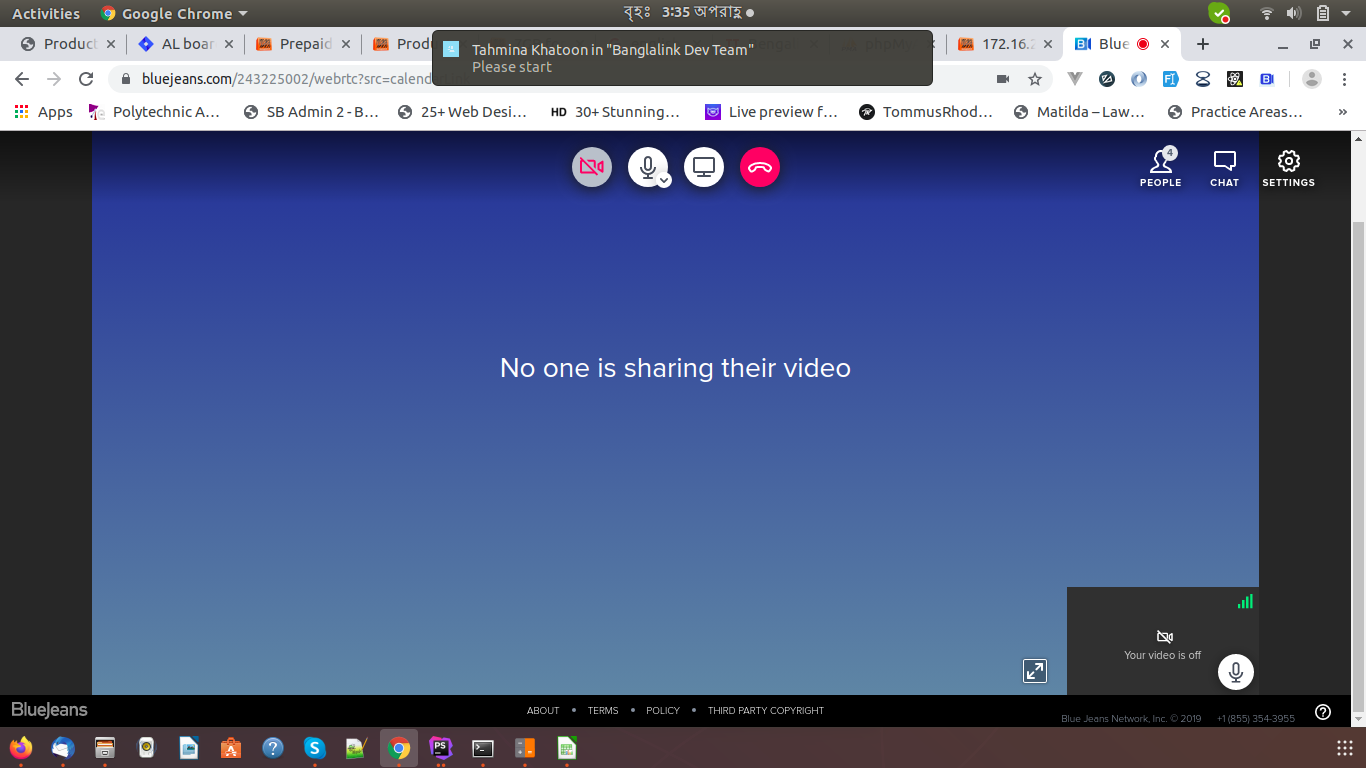 Activities
Google Chrome
বৃহঃ 3:35 অপরাহ্ণ
Product
AL boar
Prepaid
Produ
172.16.2
Blue
Tahmina Khatoon in "Banglalink Dev Team"
Please start
bluejeans.com/243225002/webrtc?src=calend
Apps
Polytechnic A…
SB Admin 2 - B…
25+ Web Desi…
HD 30+ Stunning…
Live preview f…
TommusRhod…
Matilda – Law…
Practice Areas…
»
4
PEOPLE
CHAT
SETTINGS
No one is sharing their video
Your video is off
BlueJeans
ABOUT • TERMS • POLICY • THIRD PARTY COPYRIGHT
Blue Jeans Network, Inc. © 2019 +1 (855) 354-3955